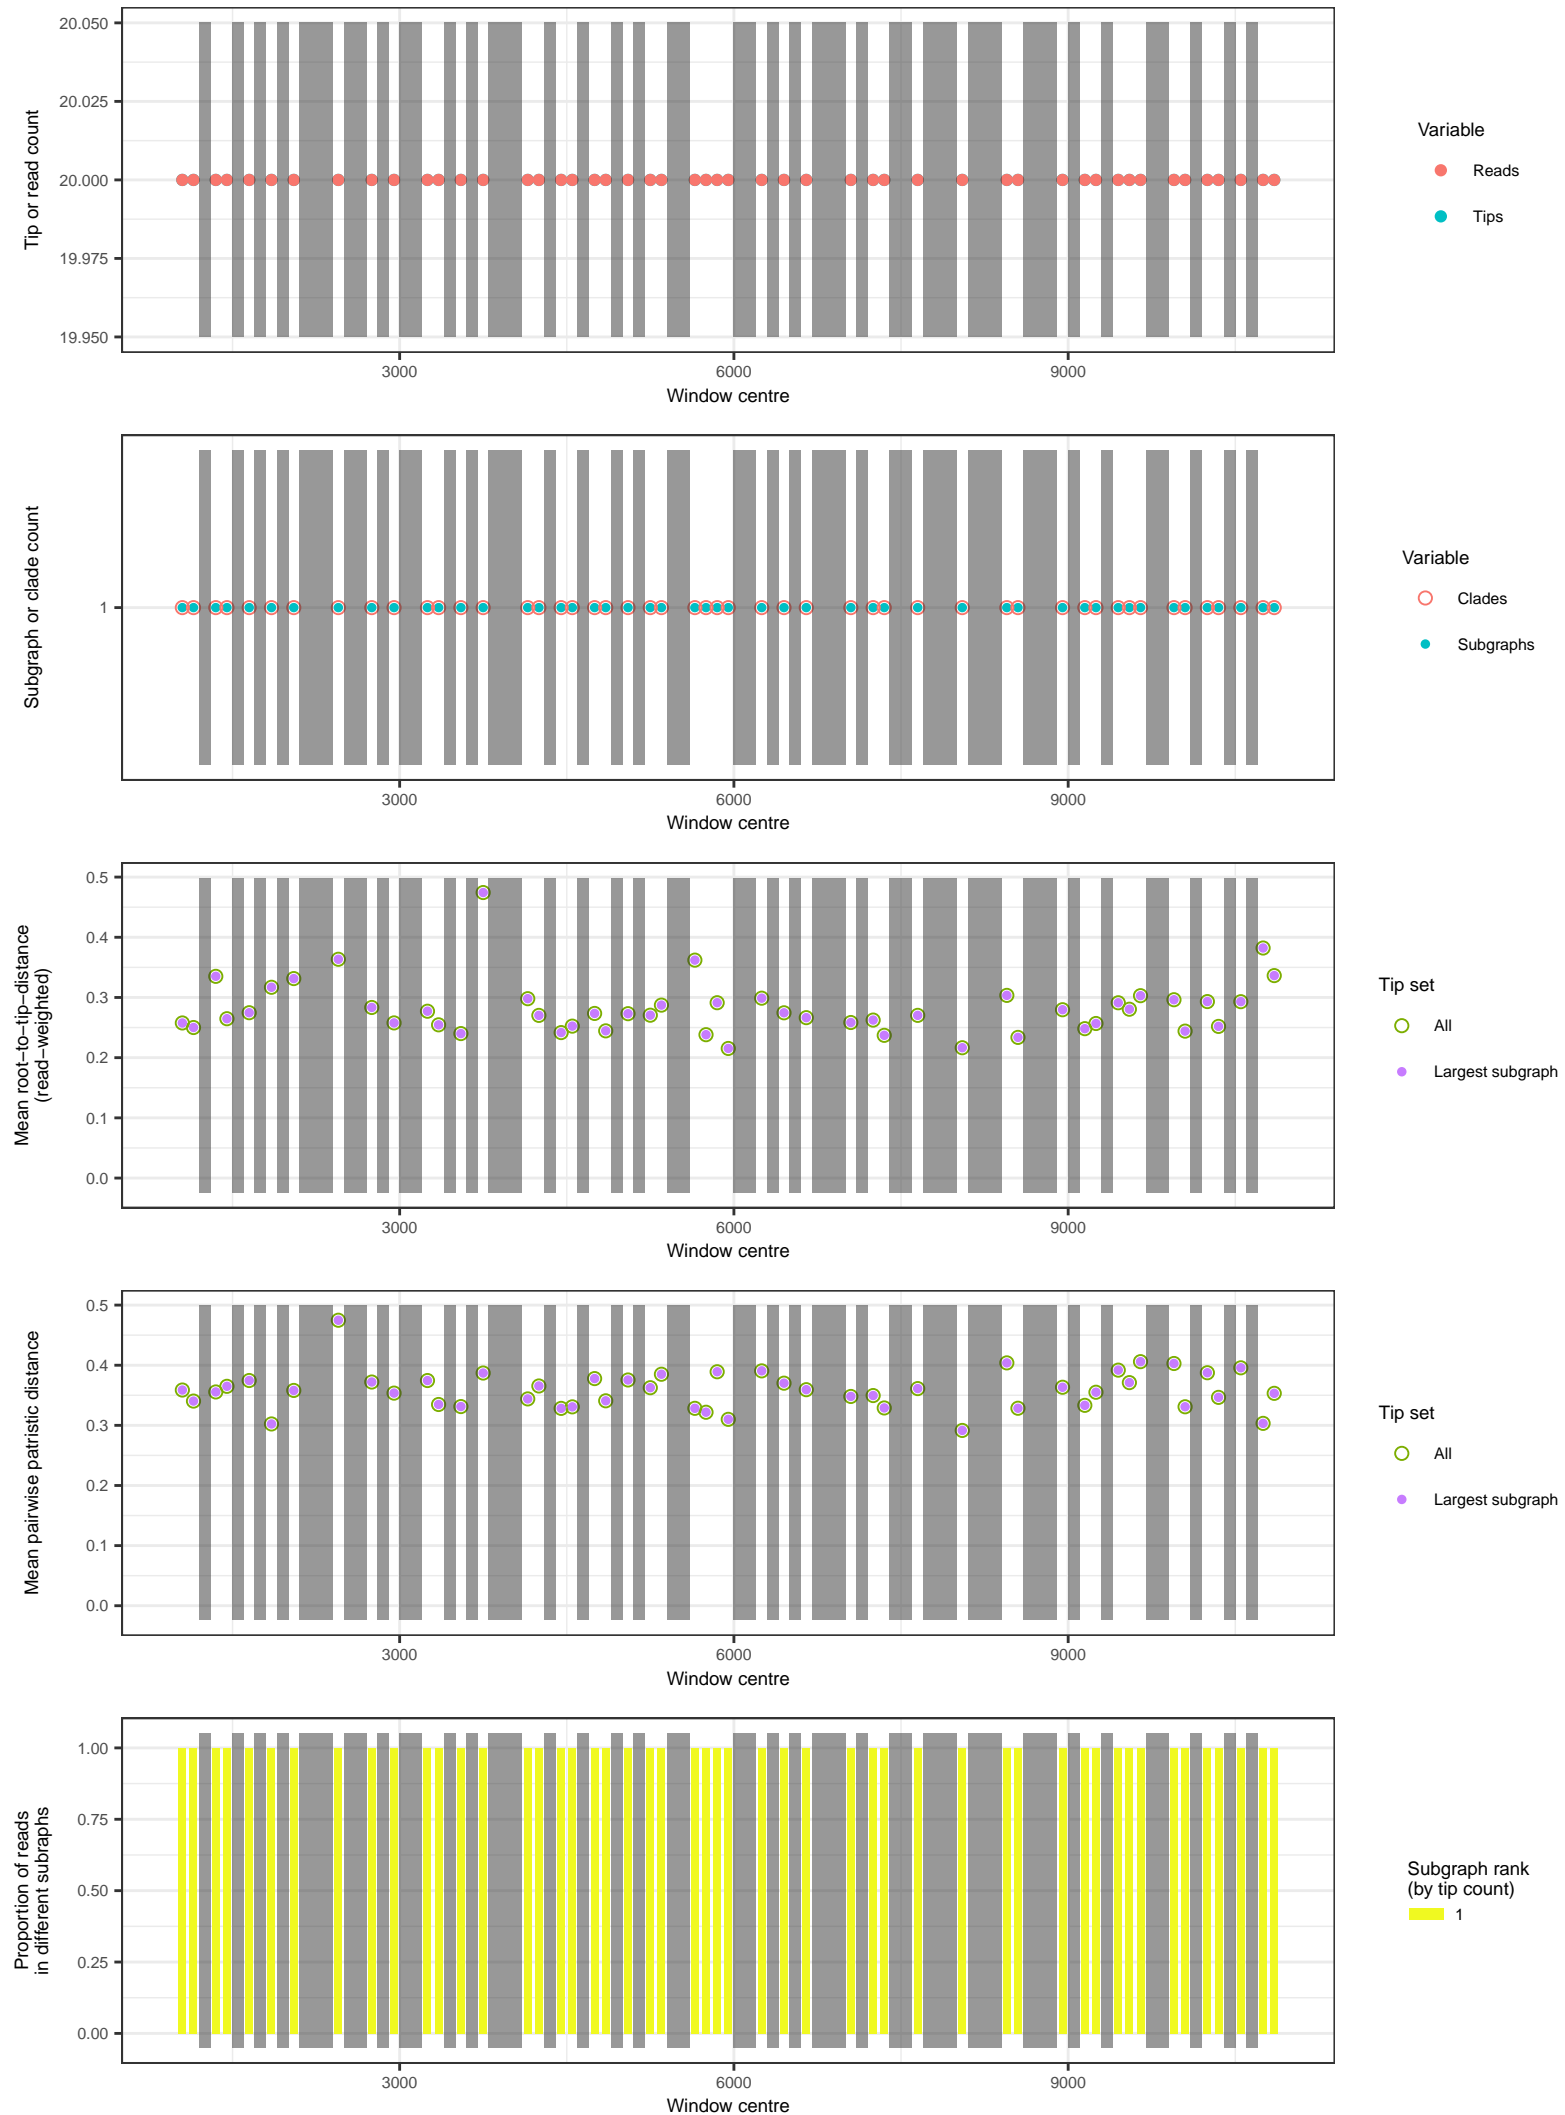 20.050
20.025
20.000
19.975
19.950
Tip or read count
3000
6000
9000
Window centre
Variable
Reads
Tips
1
Subgraph or clade count
3000
6000
9000
Window centre
Variable
Clades
Subgraphs
0.5
0.4
0.3
0.2
0.1
0.0
Mean root−to−tip−distance
(read−weighted)
3000
6000
9000
Window centre
Tip set
All
Largest subgraph
0.5
0.4
0.3
0.2
0.1
0.0
Mean pairwise patristic distance
3000
6000
9000
Window centre
Tip set
All
Largest subgraph
1.00
0.75
0.50
0.25
0.00
Proportion of reads
in different subraphs
3000
6000
9000
Window centre
Subgraph rank
(by tip count)
1